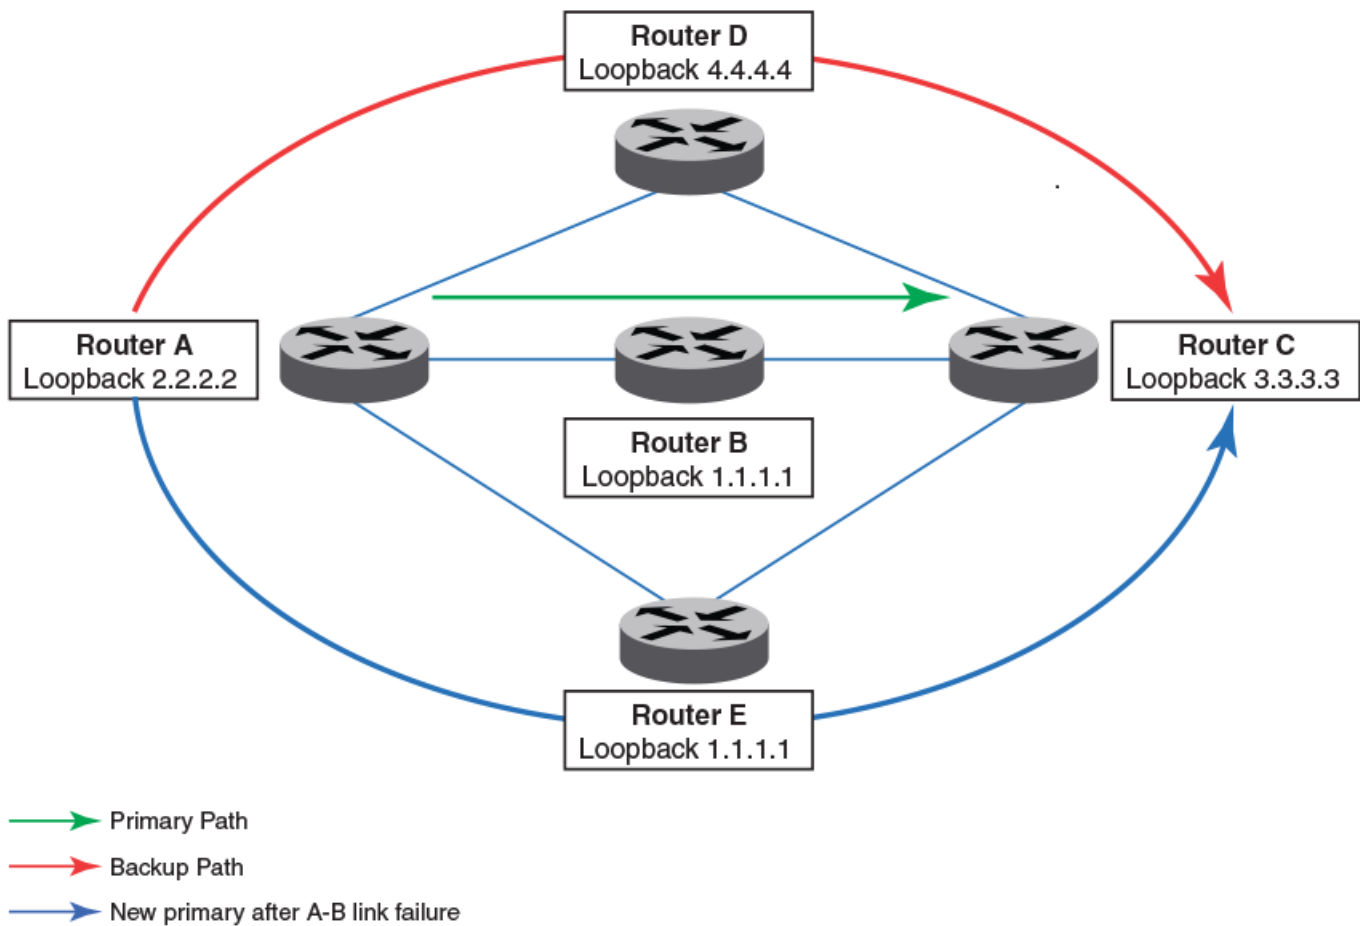 Router D
Loopback 4.4.4.4
Router A
Loopback 2.2.2.2
Router C
Loopback 3.3.3.3
Router B
Loopback 1.1.1.1
Router E
Loopback 1.1.1.1
Primary Path
Backup Path
New primary after A-B link failure